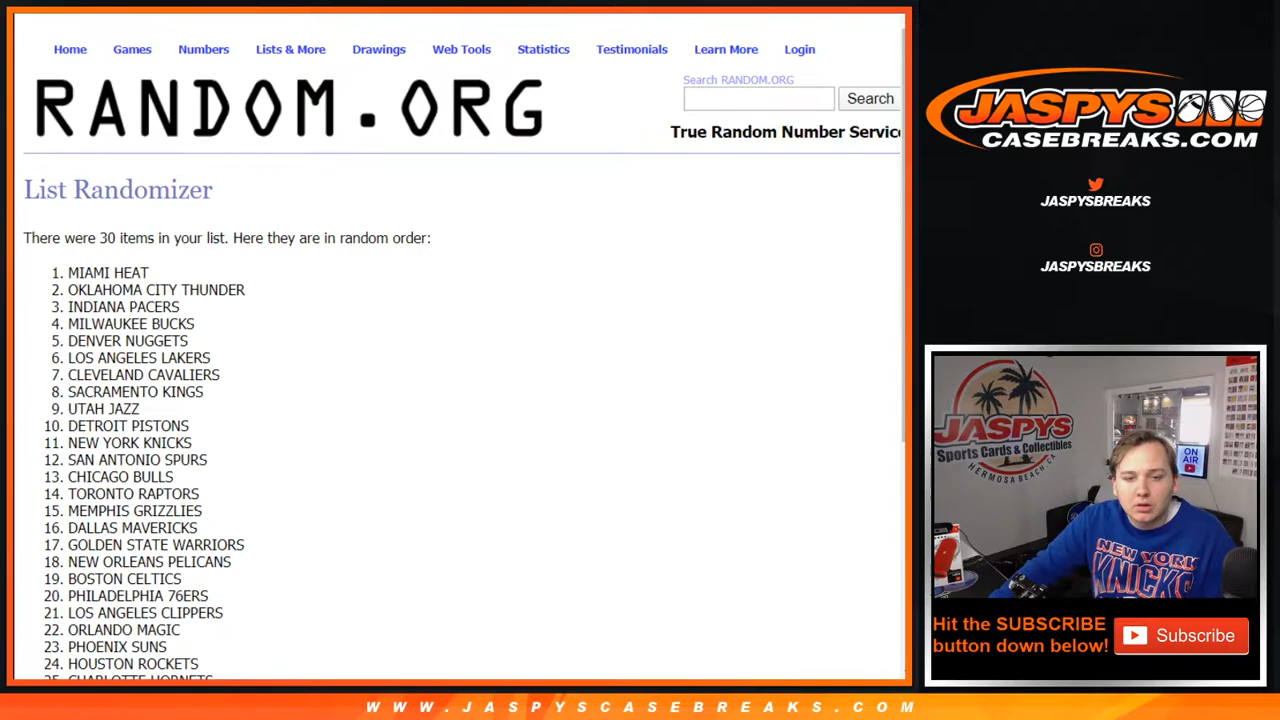 Home Games Numbers Lists & More Drawings Web Tools Statistics Testimonials Learn More Login
RANDOM.ORG
Search RANDOM.ORG
Search
True Random Number Servic
List Randomizer
There were 30 items in your list. Here they are in random order:
1. MIAMI HEAT
2. OKLAHOMA CITY THUNDER
3. INDIANA PACERS
4. MILWAUKEE BUCKS
5. DENVER NUGGETS
6. LOS ANGELES LAKERS
7. CLEVELAND CAVALIERS
8. SACRAMENTO KINGS
9. UTAH JAZZ
10. DETROIT PISTONS
11. NEW YORK KNICKS
12. SAN ANTONIO SPURS
13. CHICAGO BULLS
14. TORONTO RAPTORS
15. MEMPHIS GRIZZLIES
16. DALLAS MAVERICKS
17. GOLDEN STATE WARRIORS
18. NEW ORLEANS PELICANS
19. BOSTON CELTICS
20. PHILADELPHIA 76ERS
21. LOS ANGELES CLIPPERS
22. ORLANDO MAGIC
23. PHOENIX SUNS
24. HOUSTON ROCKETS
25. CHARLOTTE HORNETS
JASPYS
CASEBREAKS.COM
JASPYSBREAKS
JASPYSBREAKS
JASPYS
Sports Cards & Collectibles
HERMOSA BEACH, CA
ON
AIR
NEW YORK
KNICKS
Hit the SUBSCRIBE
button down below!
Subscribe
WWW.JASPYSCASEBREAKS.COM